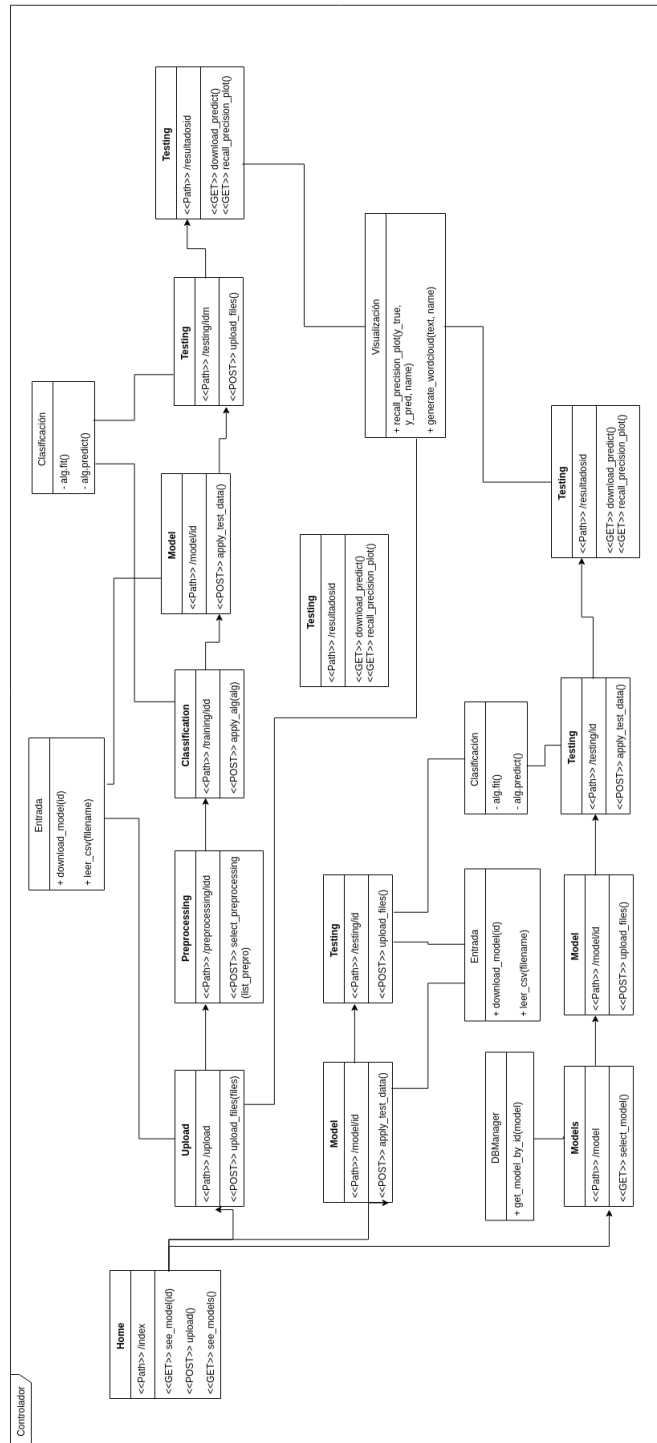 Controlador
Home
<<Path>> /index
<<GET>> see_model(id)
<<POST>> upload()
<<GET>> see_models()
Upload
<<Path>> /upload
<<POST>> upload_files(files)
Preprocessing
<<Path>> /preprocessing/idd
<<POST>> select_preprocessing
(list_prepro)
Classification
<<Path>> /training/idd
<<POST>> apply_alg(alg)
Model
<<Path>> /model/id
<<POST>> apply_test_data()
Testing
<<Path>> /testing/idm
<<POST>> upload_files()
Testing
<<Path>> /resultadosid
<<GET>> download_predict()
<<GET>> recall_precision_plot()
Entrada
+ download_model(id)
+ leer_csv(filename)
Clasificación
- alg.fit()
- alg.predict()
Model
<<Path>> /model/id
<<POST>> apply_test_data()
Testing
<<Path>> /testing/id
<<POST>> upload_files()
Testing
<<Path>> /resultadosid
<<GET>> download_predict()
<<GET>> recall_precision_plot()
Visualización
+ recall_precision_plot(y_true,
y_pred, name)
+ generate_wordcloud(text, name)
DBManager
+ get_model_by_id(model)
Entrada
+ download_model(id)
+ leer_csv(filename)
Clasificación
- alg.fit()
- alg.predict()
Models
<<Path>> /model
<<GET>> select_model()
Model
<<Path>> /model/id
<<POST>> upload_files()
Testing
<<Path>> /testing/id
<<POST>> apply_test_data()
Testing
<<Path>> /resultadosid
<<GET>> download_predict()
<<GET>> recall_precision_plot()